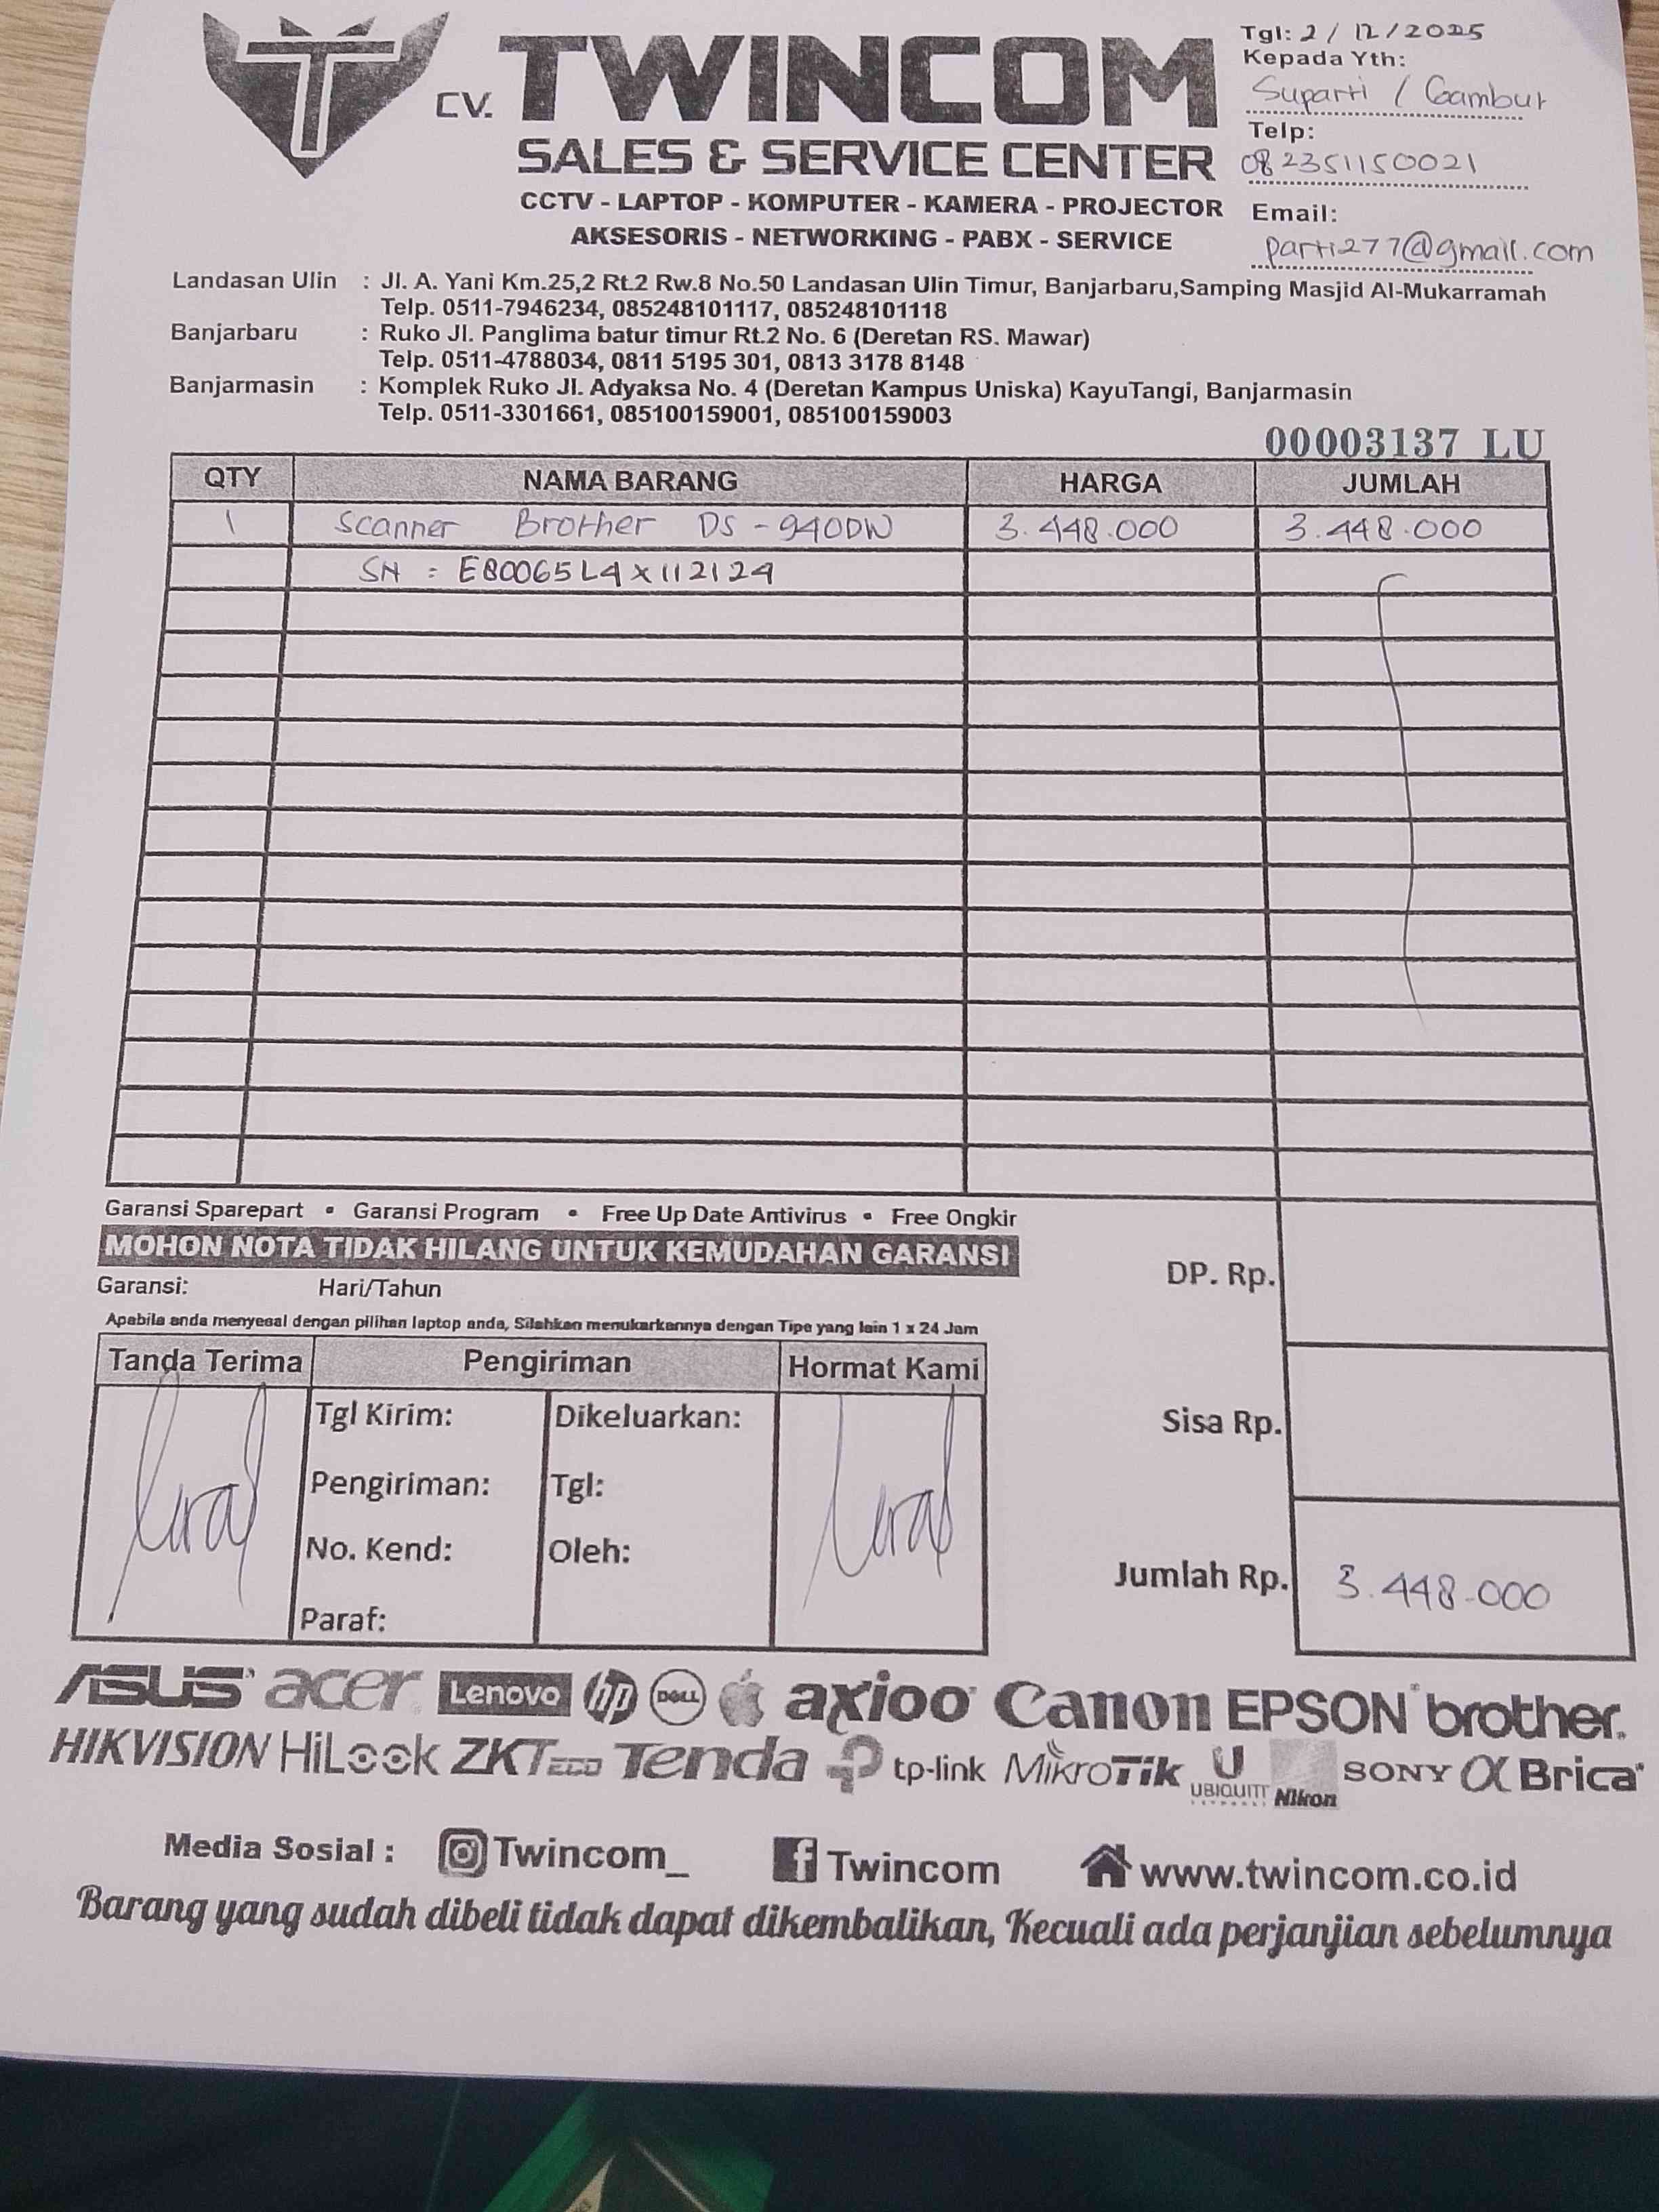 CV. TWINCOM
SALES & SERVICE CENTER
CCTV - LAPTOP - KOMPUTER - KAMERA - PROJECTOR
AKSESORIS - NETWORKING - PABX - SERVICE
Tgl: 2 / 12 / 2025
Kepada Yth:
Suparti / Gambut
Telp:
082351150021
Email:
parti277@gmail.com
Landasan Ulin : Jl. A. Yani Km.25,2 Rt.2 Rw.8 No.50 Landasan Ulin Timur, Banjarbaru,Samping Masjid Al-Mukarramah
Telp. 0511-7946234, 085248101117, 085248101118
Banjarbaru : Ruko Jl. Panglima batur timur Rt.2 No. 6 (Deretan RS. Mawar)
Telp. 0511-4788034, 0811 5195 301, 0813 3178 8148
Banjarmasin : Komplek Ruko Jl. Adyaksa No. 4 (Deretan Kampus Uniska) KayuTangi, Banjarmasin
Telp. 0511-3301661, 085100159001, 085100159003
00003137 LU
QTY NAMA BARANG HARGA JUMLAH
1 Scanner Brother DS - 940DW 3.448.000 3.448.000
SN : E80065L4X112124
Garansi Sparepart • Garansi Program • Free Up Date Antivirus • Free Ongkir
MOHON NOTA TIDAK HILANG UNTUK KEMUDAHAN GARANSI
Garansi: Hari/Tahun
Apabila anda menyesal dengan pilihan laptop anda, Silahkan menukarkannya dengan Tipe yang lain 1 x 24 Jam
DP. Rp.
Sisa Rp.
Jumlah Rp. 3.448.000
Tanda Terima Pengiriman Hormat Kami
Tgl Kirim: Dikeluarkan:
Pengiriman: Tgl:
No. Kend: Oleh:
Paraf:
ASUS acer Lenovo hp DELL axioo Canon EPSON brother.
HIKVISION HiLook ZKTeco Tenda tp-link MikroTik U UBIQUITI Nikon SONY α Brica
Media Sosial : Twincom_ f Twincom www.twincom.co.id
Barang yang sudah dibeli tidak dapat dikembalikan, Kecuali ada perjanjian sebelumnya